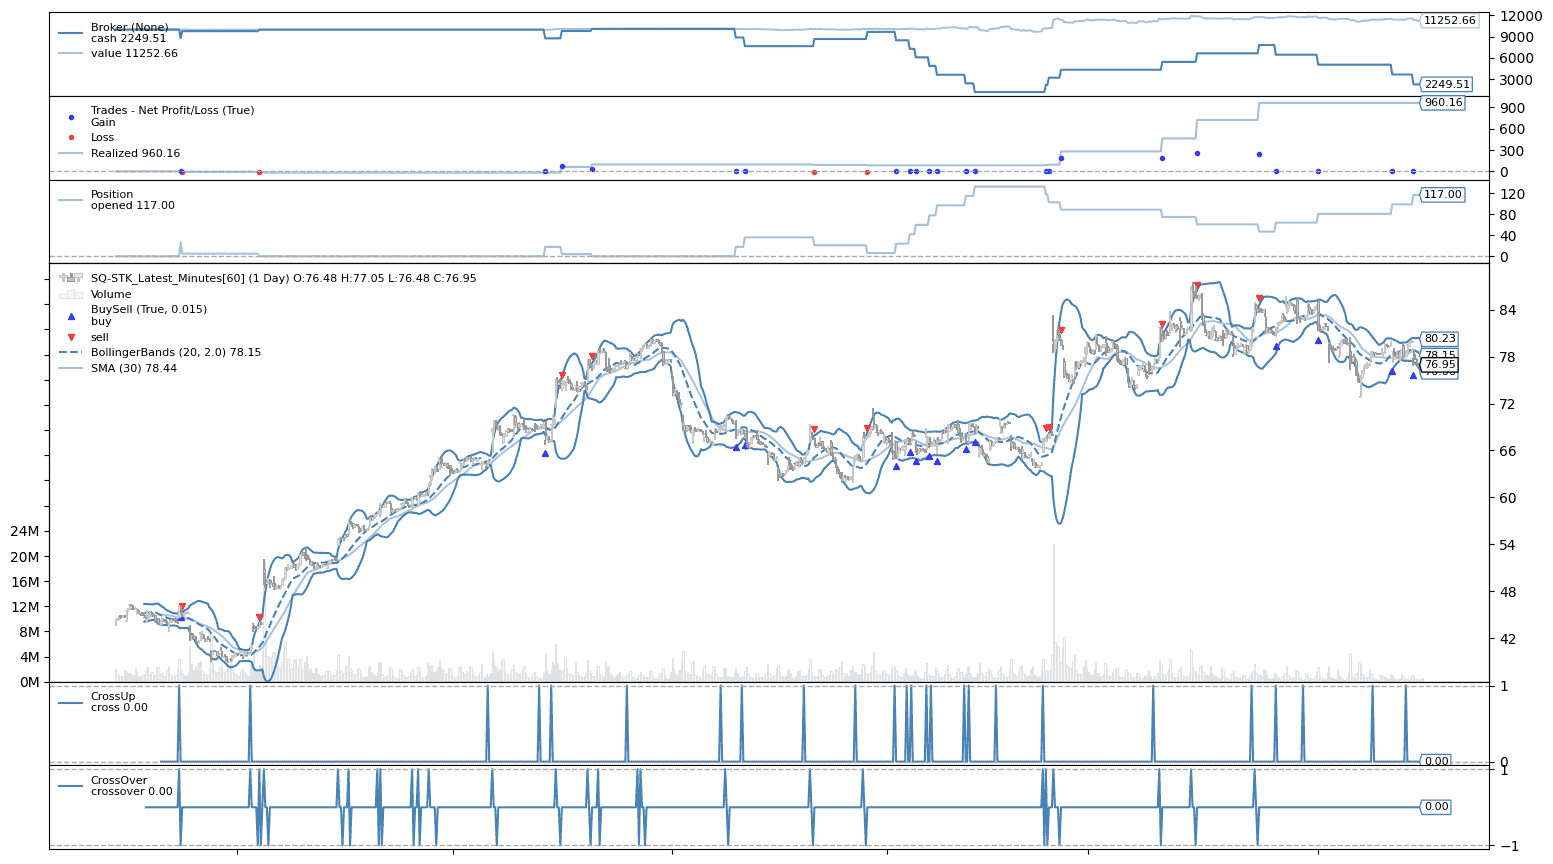 Broker (None)
cash 2249.51
value 11252.66
11252.66
2249.51
12000
9000
6000
3000
Trades - Net Profit/Loss (True)
Gain
Loss
Realized 960.16
960.16
900
600
300
0
Position
opened 117.00
117.00
120
80
40
0
SQ-STK_Latest_Minutes[60] (1 Day) O:76.48 H:77.05 L:76.48 C:76.95
Volume
BuySell (True, 0.015)
buy
sell
BollingerBands (20, 2.0) 78.15
SMA (30) 78.44
80.23
78.15
76.95
84
78
72
66
60
54
48
42
24M
20M
16M
12M
8M
4M
0M
CrossUp
cross 0.00
0.00
1
0
CrossOver
crossover 0.00
0.00
1
−1